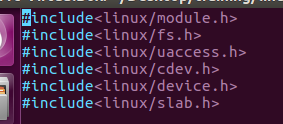 #include<linux/module.h>
#include<linux/fs.h>
#include<linux/uaccess.h>
#include<linux/cdev.h>
#include<linux/device.h>
#include<linux/slab.h>